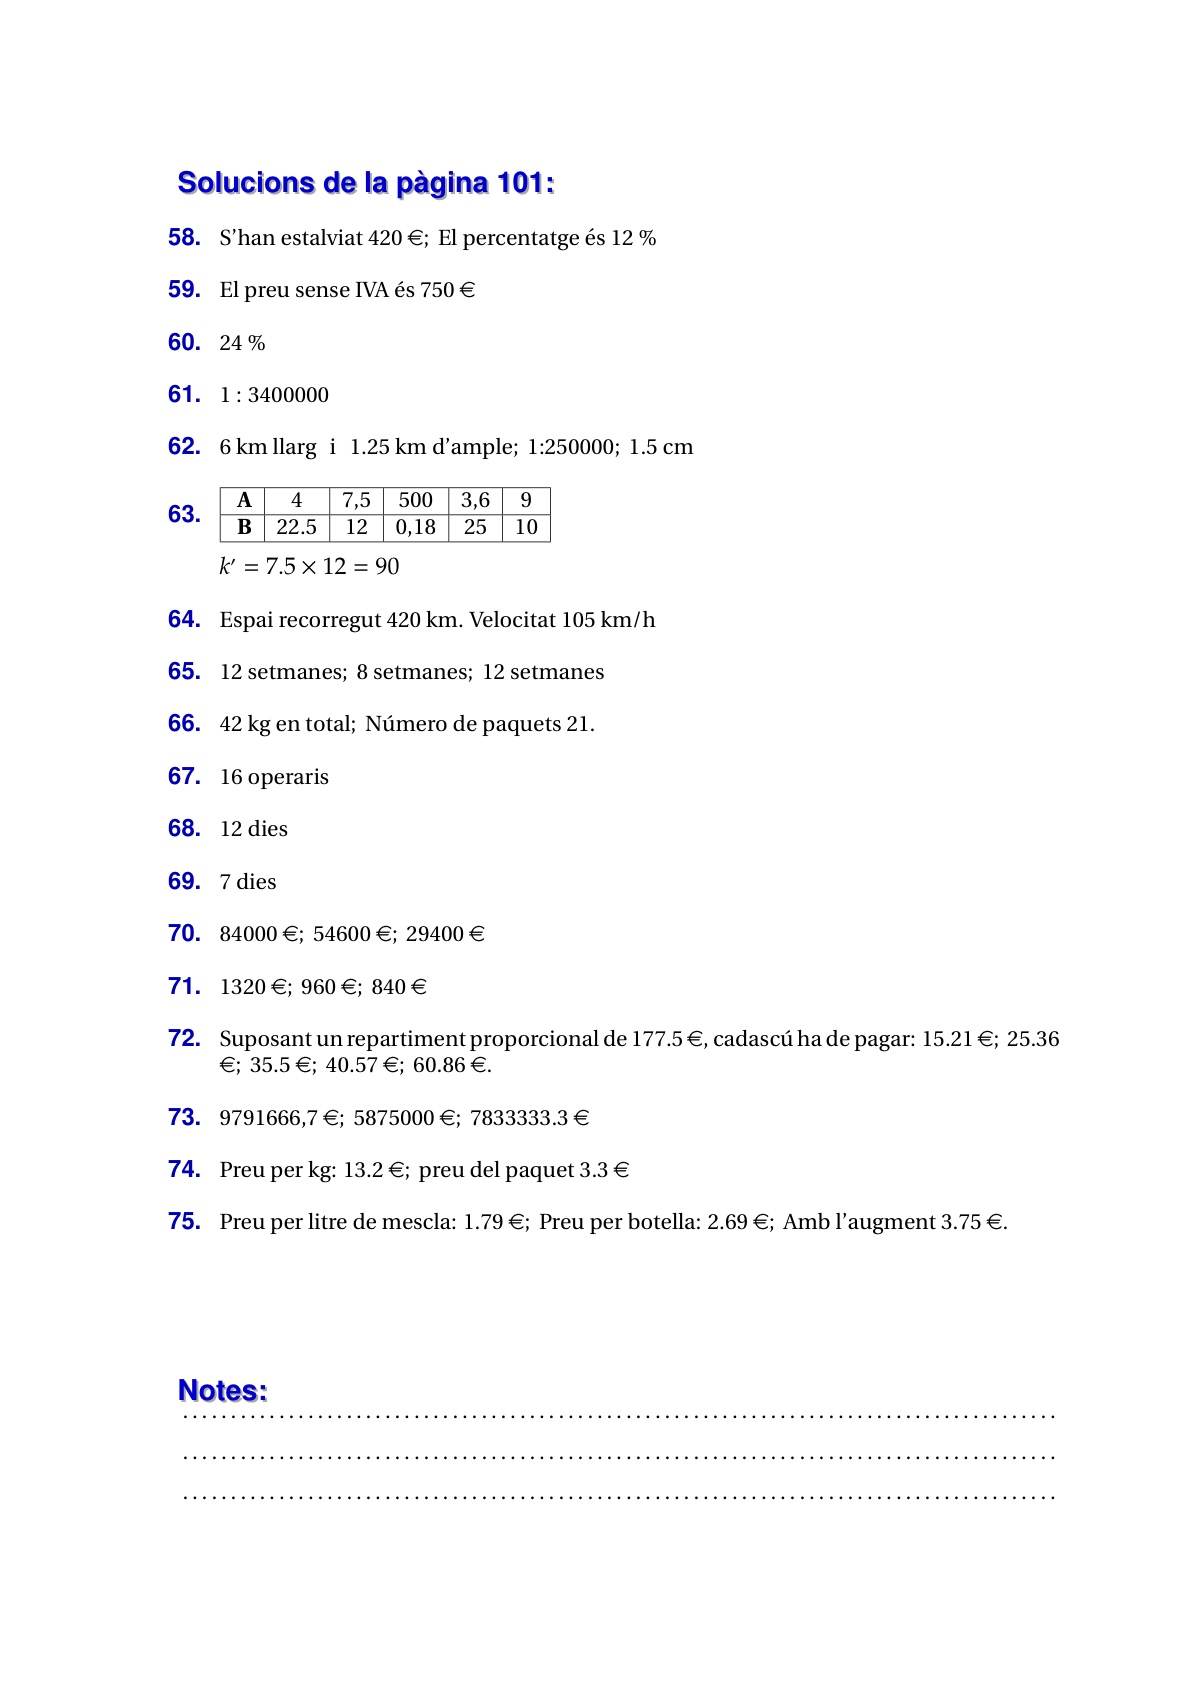 Solucions de la pàgina 101:
58. S'han estalviat 420 €; El percentatge és 12 %
59. El preu sense IVA és 750 €
60. 24 %
61. 1 : 3400000
62. 6 km llarg i 1.25 km d'ample; 1:250000; 1.5 cm
63.
A 4 7,5 500 3,6 9
B 22.5 12 0,18 25 10
k′ = 7.5 × 12 = 90
64. Espai recorregut 420 km. Velocitat 105 km/h
65. 12 setmanes; 8 setmanes; 12 setmanes
66. 42 kg en total; Número de paquets 21.
67. 16 operaris
68. 12 dies
69. 7 dies
70. 84000 €; 54600 €; 29400 €
71. 1320 €; 960 €; 840 €
72. Suposant un repartiment proporcional de 177.5 €, cadascú ha de pagar: 15.21 €; 25.36
€; 35.5 €; 40.57 €; 60.86 €.
73. 9791666,7 €; 5875000 €; 7833333.3 €
74. Preu per kg: 13.2 €; preu del paquet 3.3 €
75. Preu per litre de mescla: 1.79 €; Preu per botella: 2.69 €; Amb l'augment 3.75 €.
Notes: